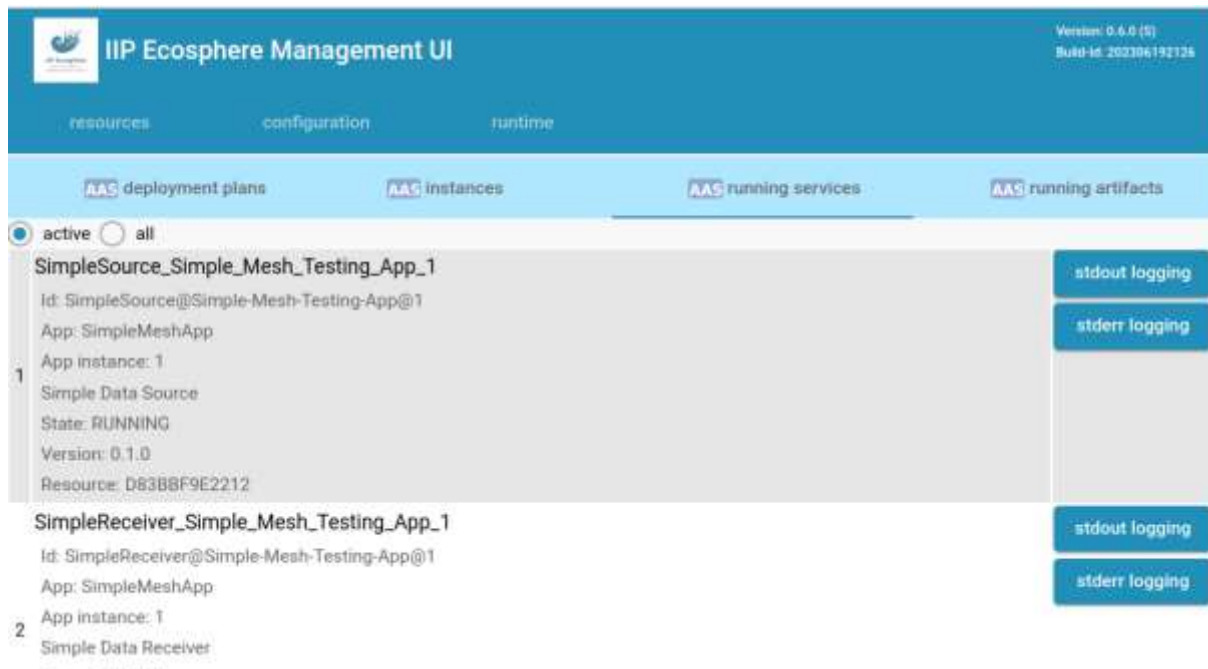 IIP Ecosphere Management UI
Version: 0.6.0 (S)
Build-Id: 202306192126
resources configuration runtime
AAS deployment plans AAS instances AAS running services AAS running artifacts
active all
SimpleSource_Simple_Mesh_Testing_App_1
stdout logging
Id: SimpleSource@Simple-Mesh-Testing-App@1
stderr logging
App: SimpleMeshApp
App instance: 1
1
Simple Data Source
State: RUNNING
Version: 0.1.0
Resource: D83BBF9E2212
SimpleReceiver_Simple_Mesh_Testing_App_1
stdout logging
Id: SimpleReceiver@Simple-Mesh-Testing-App@1
stderr logging
App: SimpleMeshApp
App instance: 1
2
Simple Data Receiver